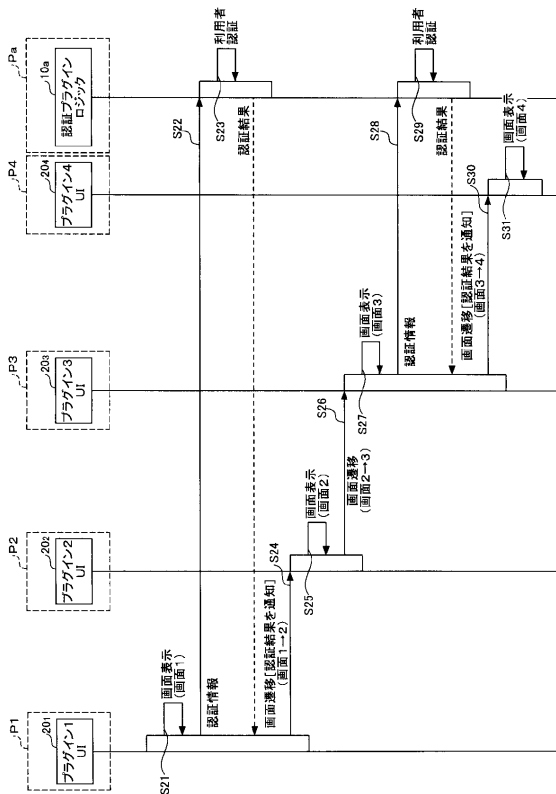 P1
20₁
プラグイン1
UI
P2
20₂
プラグイン2
UI
P3
20₃
プラグイン3
UI
P4
20₄
プラグイン4
UI
Pa
10a
認証プラグイン
ロジック
S21
画面表示
(画面1)
認証情報
S22
S23
利用者
認証
認証結果
画面遷移[認証結果を通知]
(画面1→2)
S24
S25
画面表示
(画面2)
画面遷移
(画面2→3)
S26
S27
画面表示
(画面3)
認証情報
S28
S29
利用者
認証
認証結果
画面遷移[認証結果を通知]
(画面3→4)
S30
S31
画面表示
(画面4)